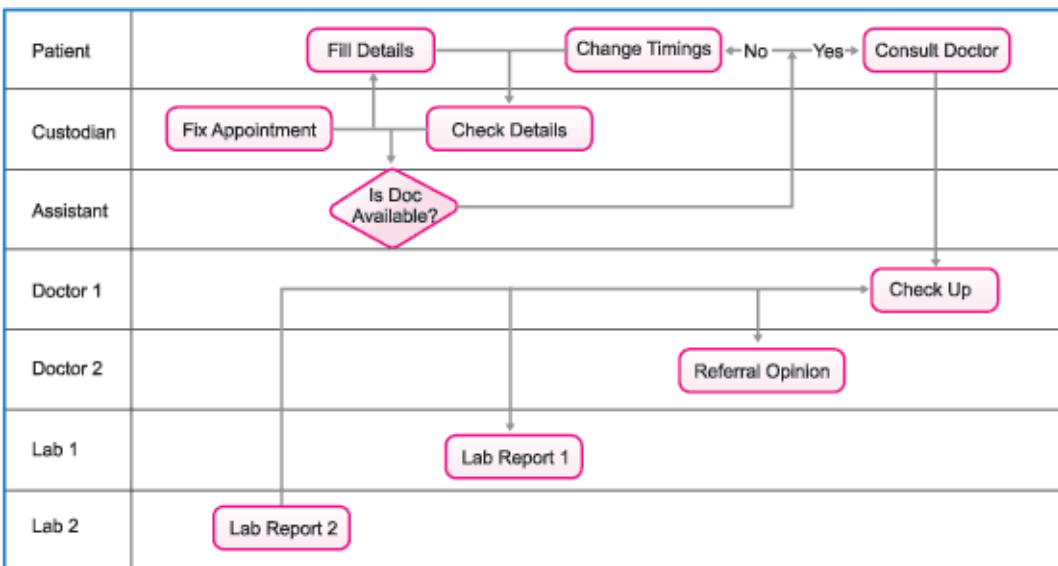 Patient
Fill Details
Change Timings
No
Yes
Consult Doctor
Custodian
Fix Appointment
Check Details
Assistant
Is Doc
Available?
Doctor 1
Check Up
Doctor 2
Referral Opinion
Lab 1
Lab Report 1
Lab 2
Lab Report 2